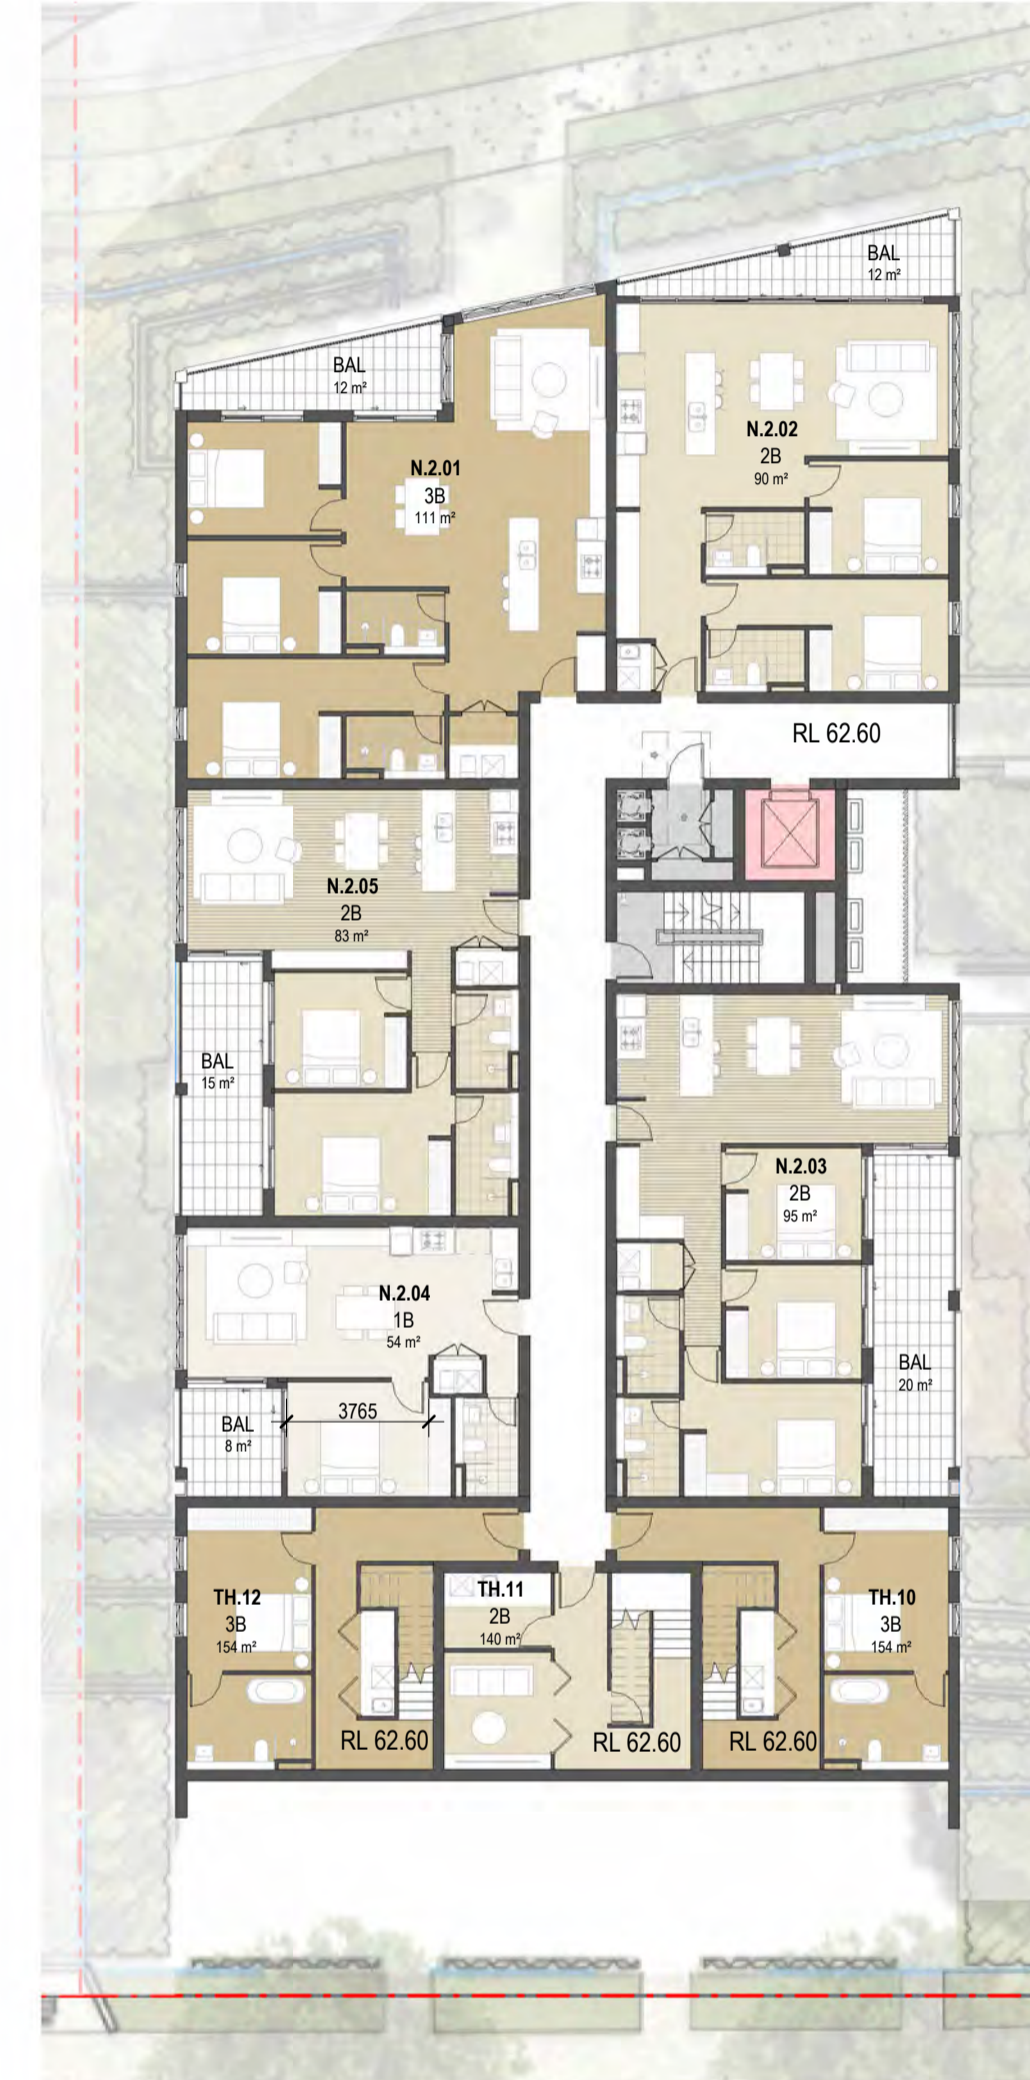 BAL
12 m²
BAL
12 m²
N.2.01
3B
111 m²
N.2.02
2B
90 m²
RL 62.60
N.2.05
2B
83 m²
BAL
15 m²
N.2.03
2B
95 m²
N.2.04
1B
54 m²
BAL
20 m²
3765
BAL
8 m²
TH.12
3B
154 m²
TH.11
2B
140 m²
TH.10
3B
154 m²
RL 62.60
RL 62.60
RL 62.60